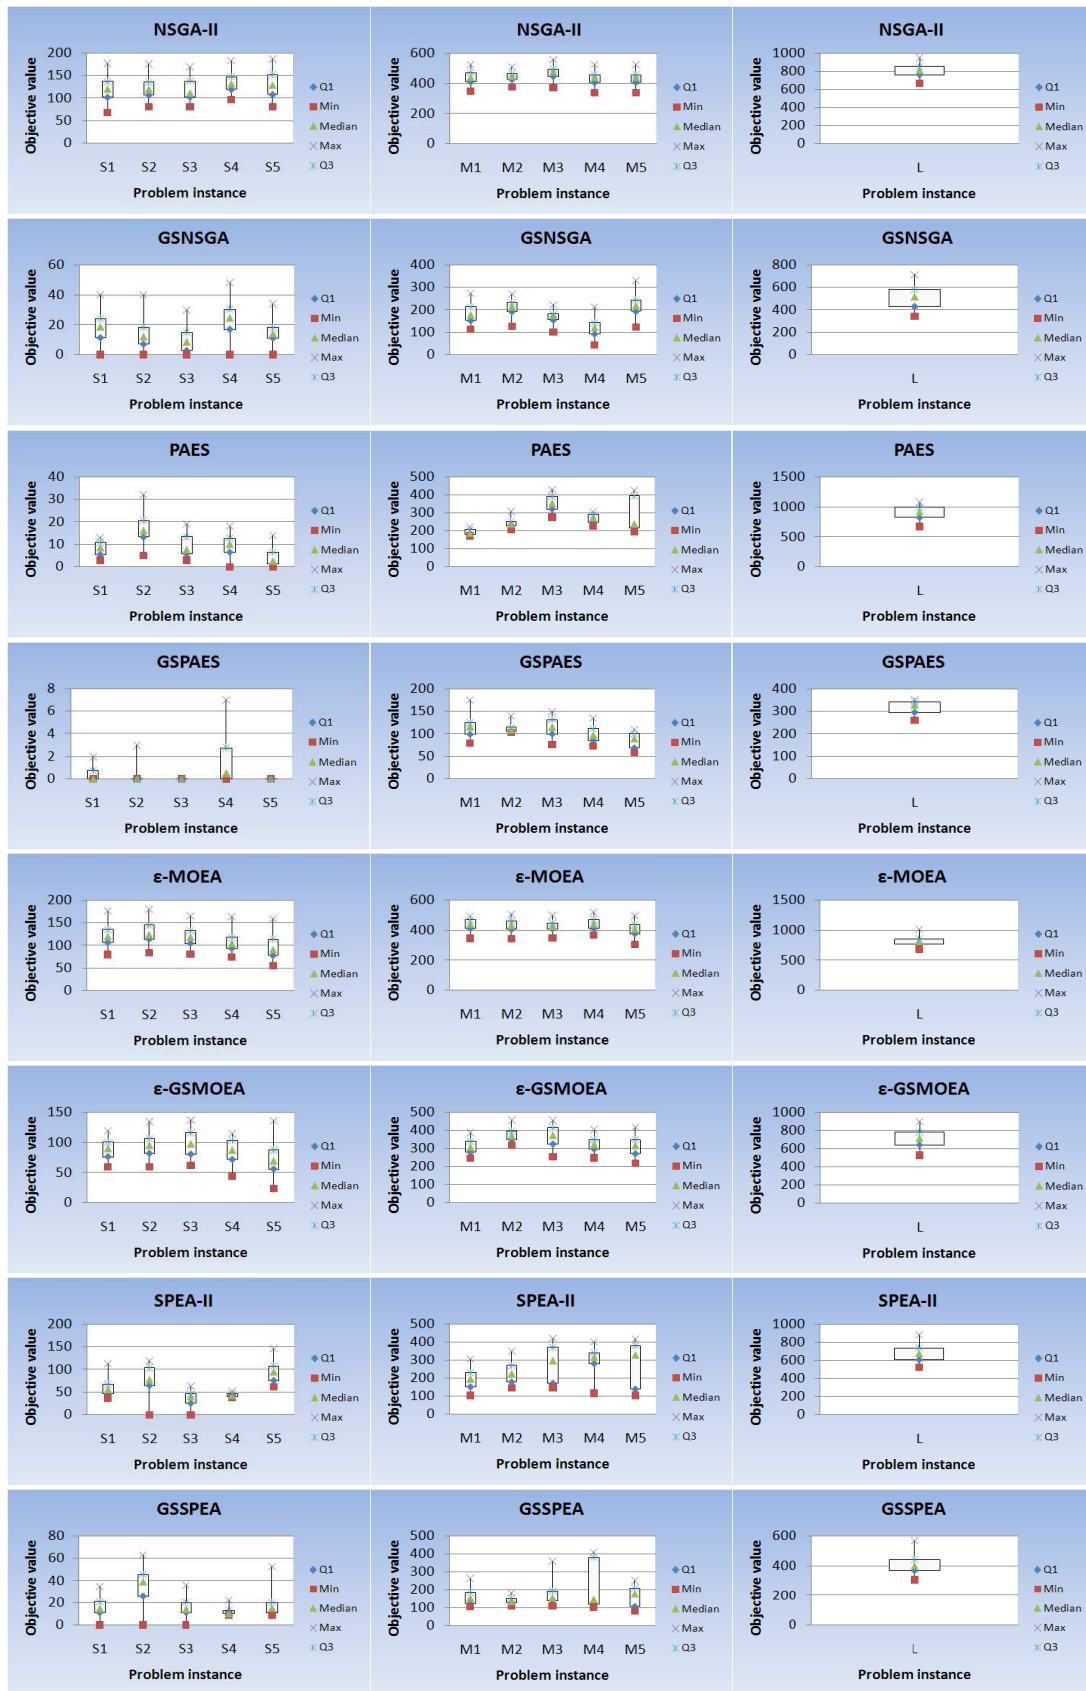 NSGA-II
Objective value
200
150
100
50
0
S1 S2 S3 S4 S5
Problem instance
Q1
Min
Median
Max
Q3
NSGA-II
Objective value
600
400
200
0
M1 M2 M3 M4 M5
Problem instance
Q1
Min
Median
Max
Q3
NSGA-II
Objective value
1000
800
600
400
200
0
L
Problem instance
Q1
Min
Median
Max
Q3
GSNSGA
Objective value
60
40
20
0
S1 S2 S3 S4 S5
Problem instance
Q1
Min
Median
Max
Q3
GSNSGA
Objective value
400
300
200
100
0
M1 M2 M3 M4 M5
Problem instance
Q1
Min
Median
Max
Q3
GSNSGA
Objective value
800
600
400
200
0
L
Problem instance
Q1
Min
Median
Max
Q3
PAES
Objective value
40
30
20
10
0
S1 S2 S3 S4 S5
Problem instance
Q1
Min
Median
Max
Q3
PAES
Objective value
500
400
300
200
100
0
M1 M2 M3 M4 M5
Problem instance
Q1
Min
Median
Max
Q3
PAES
Objective value
1500
1000
500
0
L
Problem instance
Q1
Min
Median
Max
Q3
GSPAES
Objective value
8
6
4
2
0
S1 S2 S3 S4 S5
Problem instance
Q1
Min
Median
Max
Q3
GSPAES
Objective value
200
150
100
50
0
M1 M2 M3 M4 M5
Problem instance
Q1
Min
Median
Max
Q3
GSPAES
Objective value
400
300
200
100
0
L
Problem instance
Q1
Min
Median
Max
Q3
ε-MOEA
Objective value
200
150
100
50
0
S1 S2 S3 S4 S5
Problem instance
Q1
Min
Median
Max
Q3
ε-MOEA
Objective value
600
400
200
0
M1 M2 M3 M4 M5
Problem instance
Q1
Min
Median
Max
Q3
ε-MOEA
Objective value
1500
1000
500
0
L
Problem instance
Q1
Min
Median
Max
Q3
ε-GSMOEA
Objective value
150
100
50
0
S1 S2 S3 S4 S5
Problem instance
Q1
Min
Median
Max
Q3
ε-GSMOEA
Objective value
500
400
300
200
100
0
M1 M2 M3 M4 M5
Problem instance
Q1
Min
Median
Max
Q3
ε-GSMOEA
Objective value
1000
800
600
400
200
0
L
Problem instance
Q1
Min
Median
Max
Q3
SPEA-II
Objective value
200
150
100
50
0
S1 S2 S3 S4 S5
Problem instance
Q1
Min
Median
Max
Q3
SPEA-II
Objective value
500
400
300
200
100
0
M1 M2 M3 M4 M5
Problem instance
Q1
Min
Median
Max
Q3
SPEA-II
Objective value
1000
800
600
400
200
0
L
Problem instance
Q1
Min
Median
Max
Q3
GSSPEA
Objective value
80
60
40
20
0
S1 S2 S3 S4 S5
Problem instance
Q1
Min
Median
Max
Q3
GSSPEA
Objective value
500
400
300
200
100
0
M1 M2 M3 M4 M5
Problem instance
Q1
Min
Median
Max
Q3
GSSPEA
Objective value
600
400
200
0
L
Problem instance
Q1
Min
Median
Max
Q3